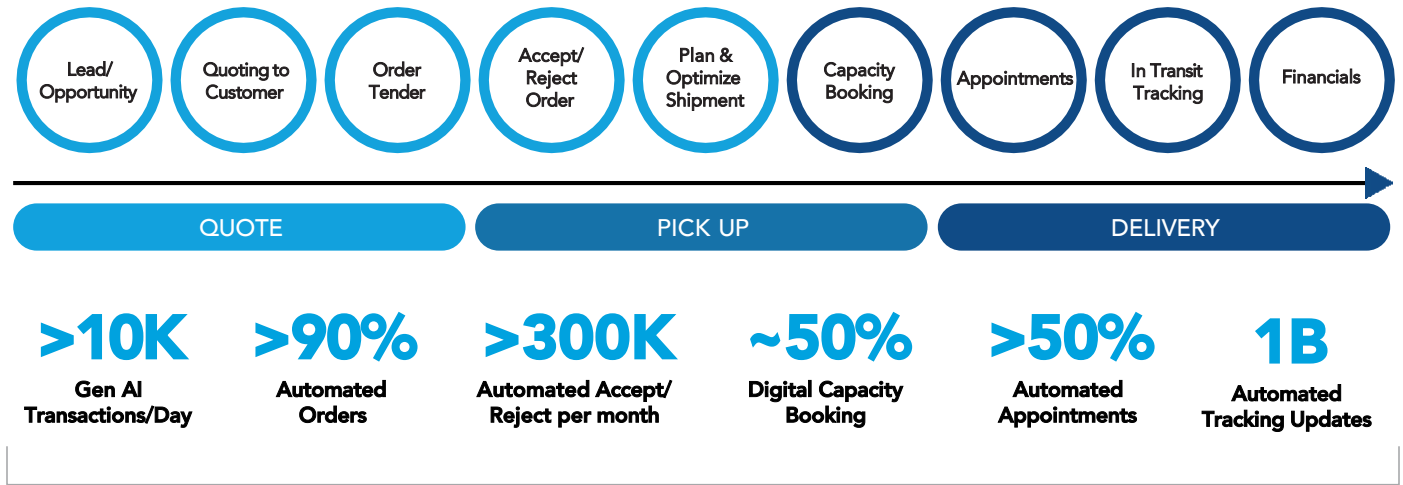 Lead/
Opportunity
Quoting to
Customer
Order
Tender
Accept/
Reject
Order
Plan &
Optimize
Shipment
Capacity
Booking
Appointments
In Transit
Tracking
Financials
QUOTE
PICK UP
DELIVERY
>10K
Gen AI
Transactions/Day
>90%
Automated
Orders
>300K
Automated Accept/
Reject per month
~50%
Digital Capacity
Booking
>50%
Automated
Appointments
1B
Automated
Tracking Updates